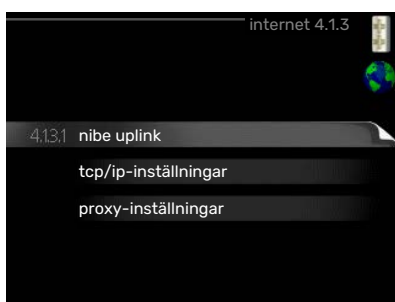 internet 4.1.3
4.1.3.1 nibe uplink
tcp/ip-inställningar
proxy-inställningar